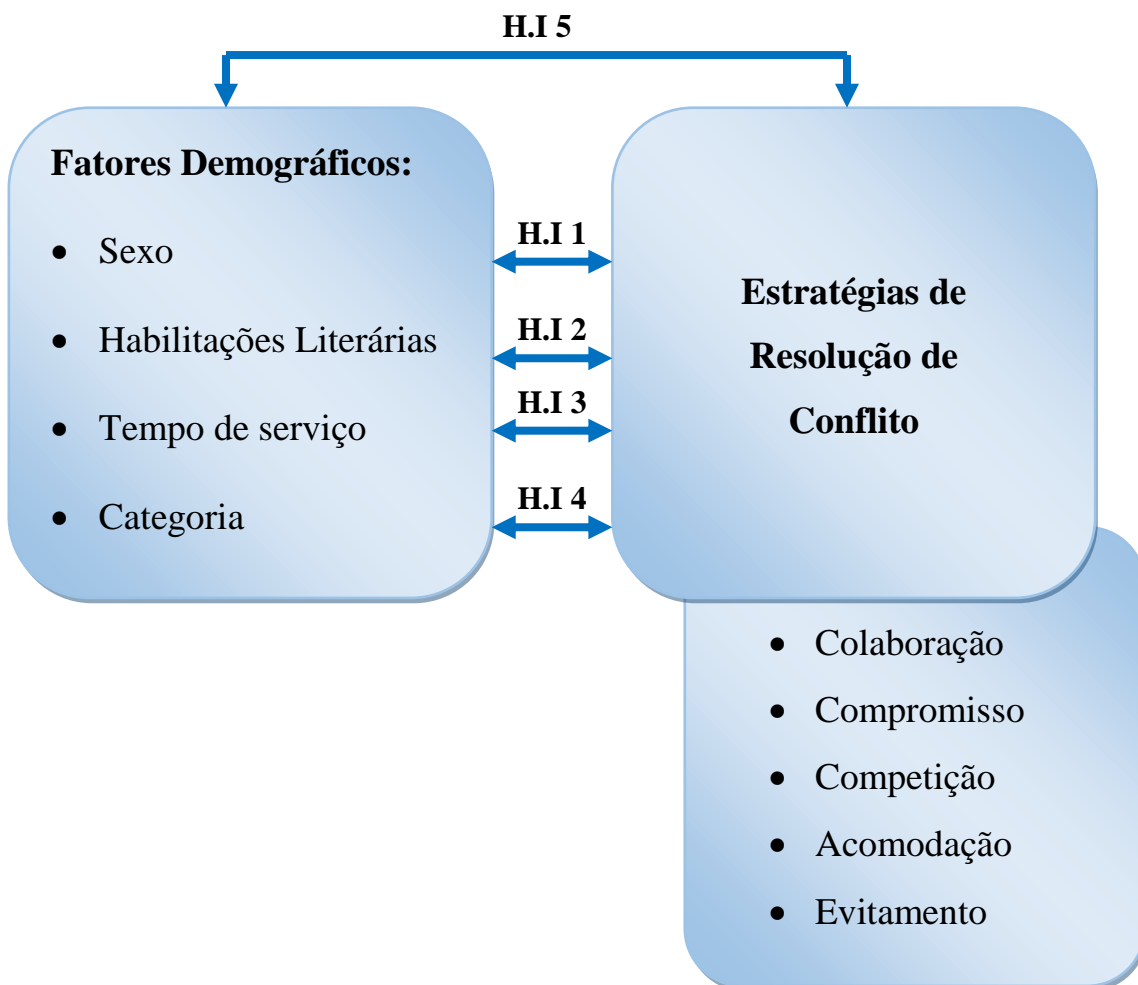 H.I 5
Fatores Demográficos:
• Sexo
• Habilitações Literárias
• Tempo de serviço
• Categoria
H.I 1
H.I 2
H.I 3
H.I 4
Estratégias de
Resolução de
Conflito
• Colaboração
• Compromisso
• Competição
• Acomodação
• Evitamento